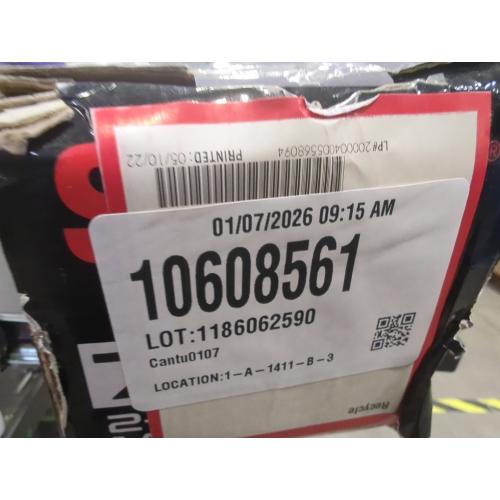 LP#:200004005568094
PRINTED:05/10/22
01/07/2026 09:15 AM
10608561
LOT:1186062590
Cantu0107
LOCATION:1-A-1411-B-3
Recycle